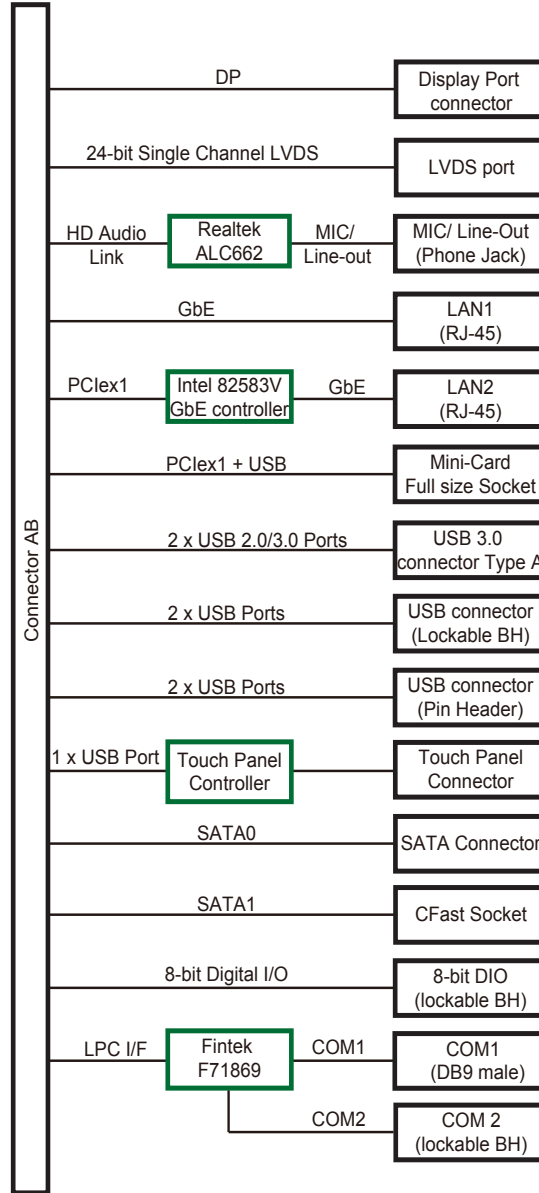 DP
Display Port
connector
24-bit Single Channel LVDS
LVDS port
HD Audio
Link
Realtek
ALC662
MIC/
Line-out
MIC/ Line-Out
(Phone Jack)
GbE
LAN1
(RJ-45)
PCIex1
Intel 82583V
GbE controller
GbE
LAN2
(RJ-45)
PCIex1 + USB
Mini-Card
Full size Socket
Connector AB
2 x USB 2.0/3.0 Ports
USB 3.0
connector Type A
2 x USB Ports
USB connector
(Lockable BH)
2 x USB Ports
USB connector
(Pin Header)
1 x USB Port
Touch Panel
Controller
Touch Panel
Connector
SATA0
SATA Connector
SATA1
CFast Socket
8-bit Digital I/O
8-bit DIO
(lockable BH)
LPC I/F
Fintek
F71869
COM1
COM1
(DB9 male)
COM2
COM 2
(lockable BH)